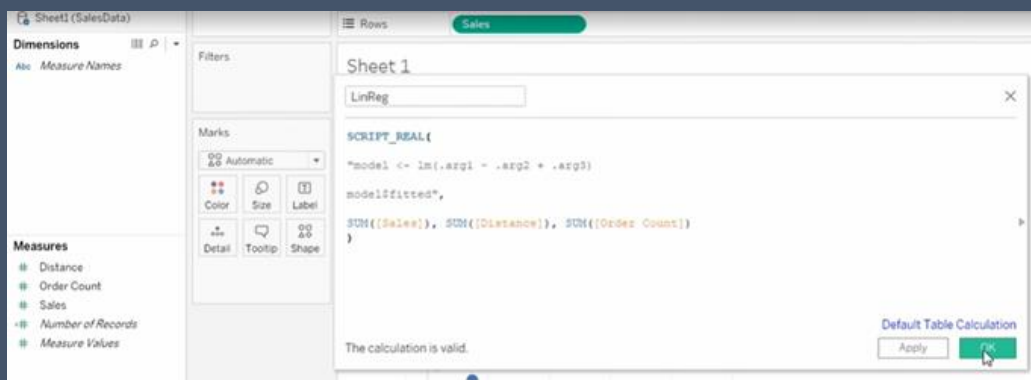 Sheet1 (SalesData)
Dimensions
Abc Measure Names
Measures
# Distance
# Order Count
# Sales
=# Number of Records
# Measure Values
Filters
Marks
Automatic
Color Size Label
Detail Tooltip Shape
Rows Sales
Sheet 1
LinReg
SCRIPT_REAL(
"model <- lm(.arg1 ~ .arg2 + .arg3)
model$fitted",
SUM([Sales]), SUM([Distance]), SUM([Order Count])
)
Default Table Calculation
The calculation is valid.
Apply OK